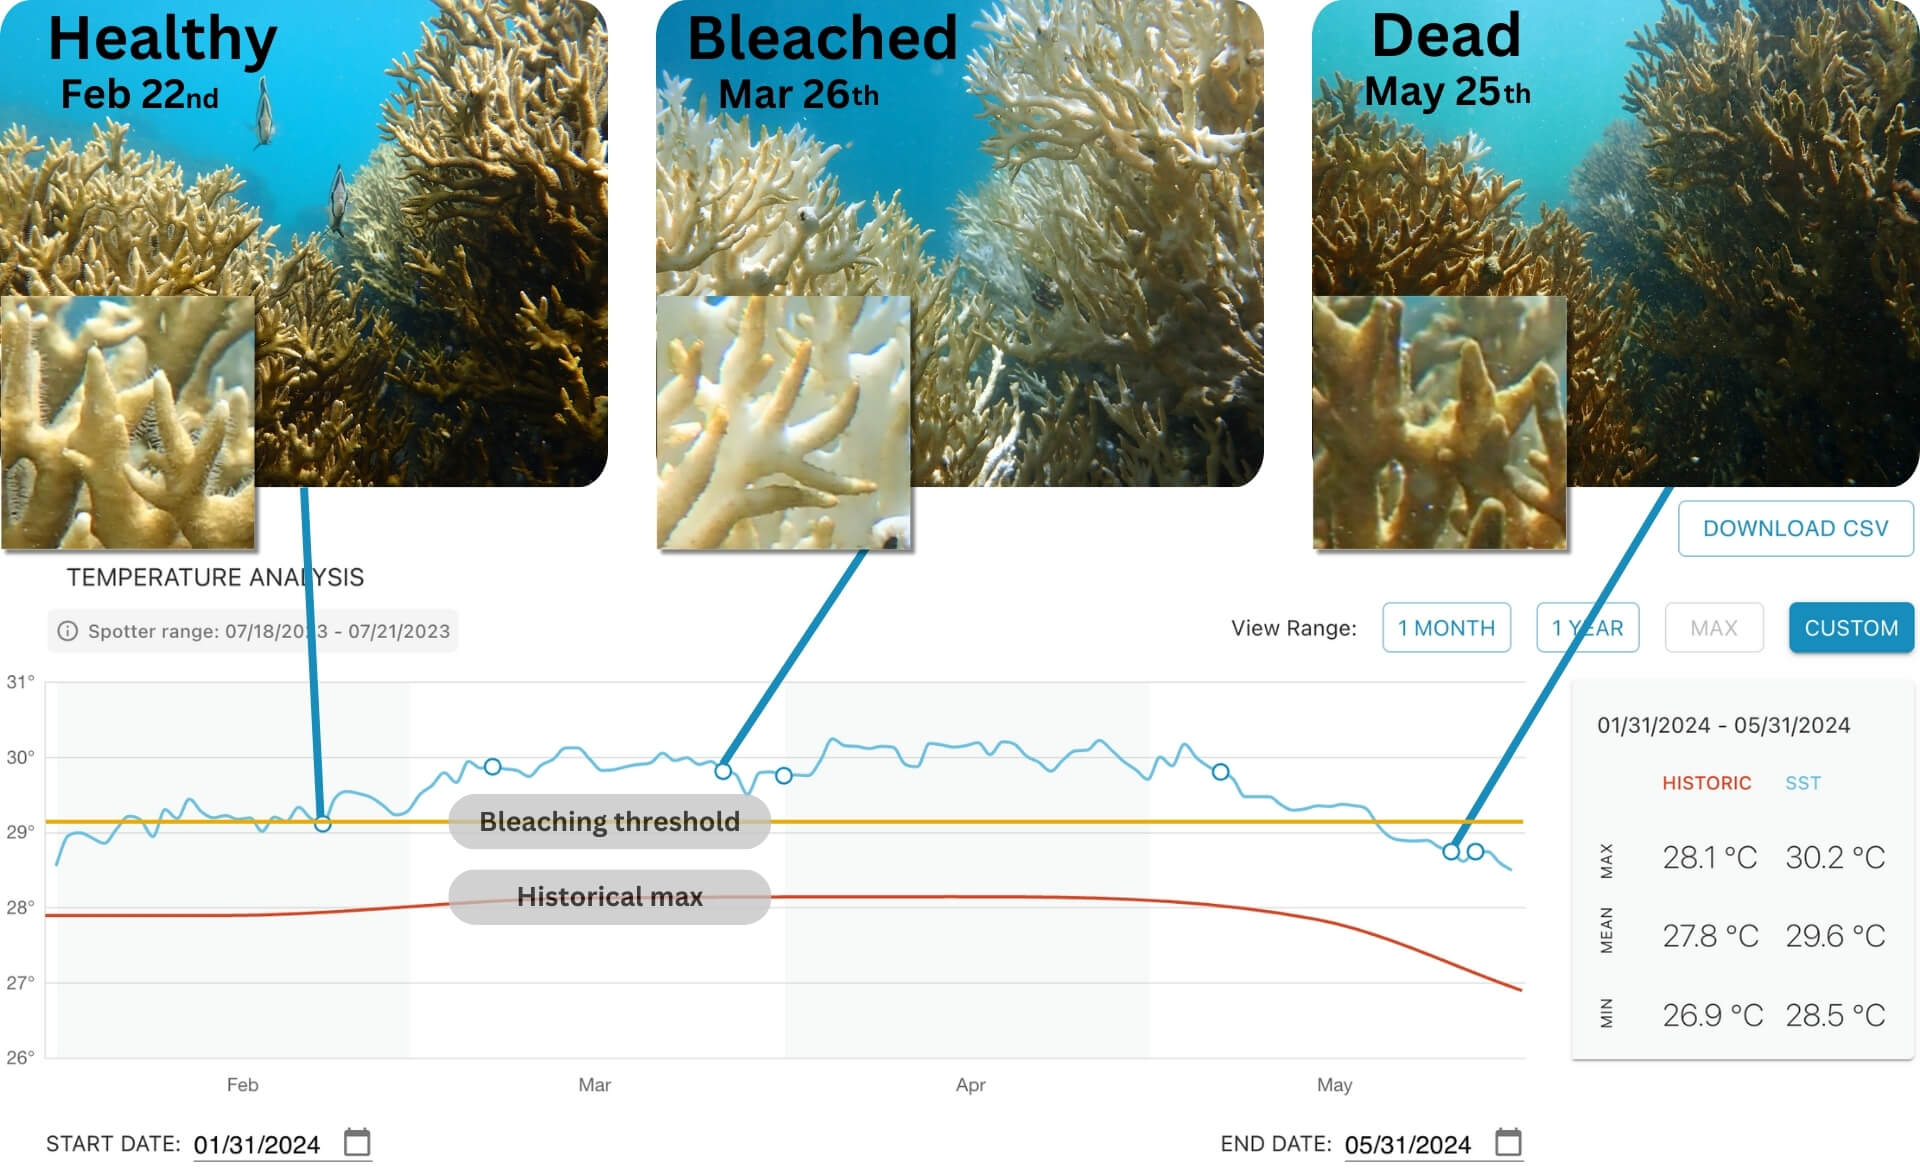 Healthy
Feb 22nd
Bleached
Mar 26th
Dead
May 25th
DOWNLOAD CSV
TEMPERATURE ANALYSIS
Spotter range: 07/18/2023 - 07/21/2023
View Range:
1 MONTH
1 YEAR
MAX
CUSTOM
31°
30°
29°
28°
27°
26°
Bleaching threshold
Historical max
Feb
Mar
Apr
May
01/31/2024 - 05/31/2024
HISTORIC SST
MAX 28.1 °C 30.2 °C
MEAN 27.8 °C 29.6 °C
MIN 26.9 °C 28.5 °C
START DATE: 01/31/2024
END DATE: 05/31/2024